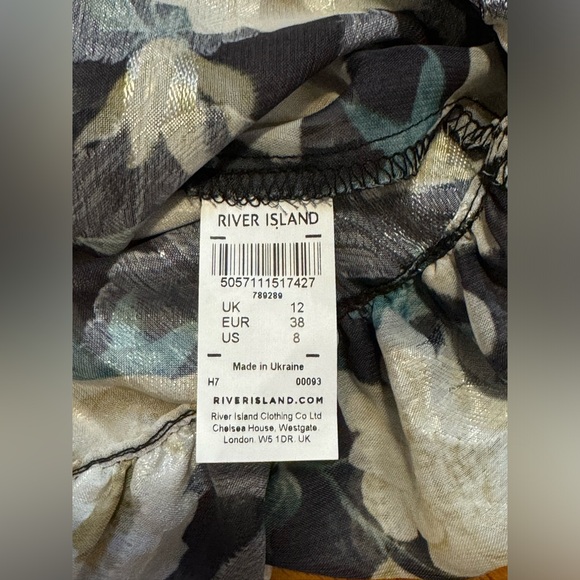 RIVER ISLAND
5057111517427
789289
UK 12
EUR 38
US 8
Made in Ukraine
H7 00093
RIVERISLAND.COM
River Island Clothing Co Ltd
Chelsea House, Westgate,
London. W5 1DR. UK